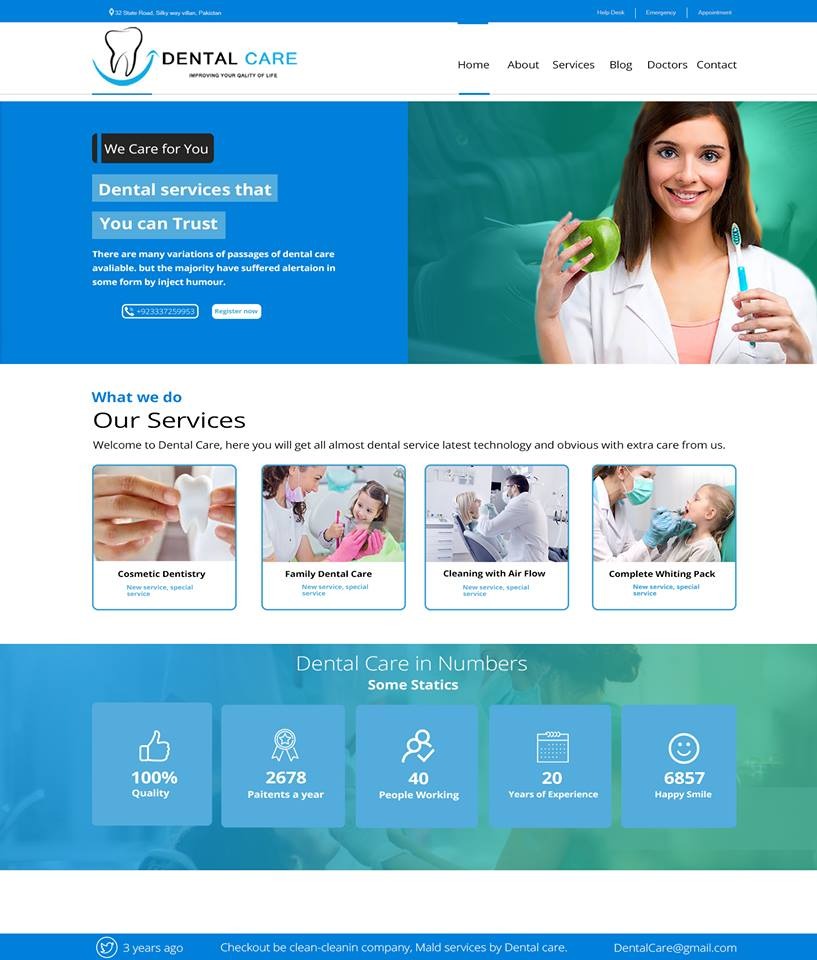 32 State Road, Silky way villan, Pakistan
Help Desk
Emergency
Appointment
DENTAL CARE
IMPROVING YOUR QALITY OF LIFE
Home
About
Services
Blog
Doctors
Contact
We Care for You
Dental services that
You can Trust
There are many variations of passages of dental care
avaliable. but the majority have suffered alertaion in
some form by inject humour.
+923337259953
Register now
What we do
Our Services
Welcome to Dental Care, here you will get all almost dental service latest technology and obvious with extra care from us.
Cosmetic Dentistry
New service, special
service
Family Dental Care
New service, special
service
Cleaning with Air Flow
New service, special
service
Complete Whiting Pack
New service, special
service
Dental Care in Numbers
Some Statics
100%
Quality
2678
Paitents a year
40
People Working
20
Years of Experience
6857
Happy Smile
3 years ago
Checkout be clean-cleanin company, Mald services by Dental care.
DentalCare@gmail.com